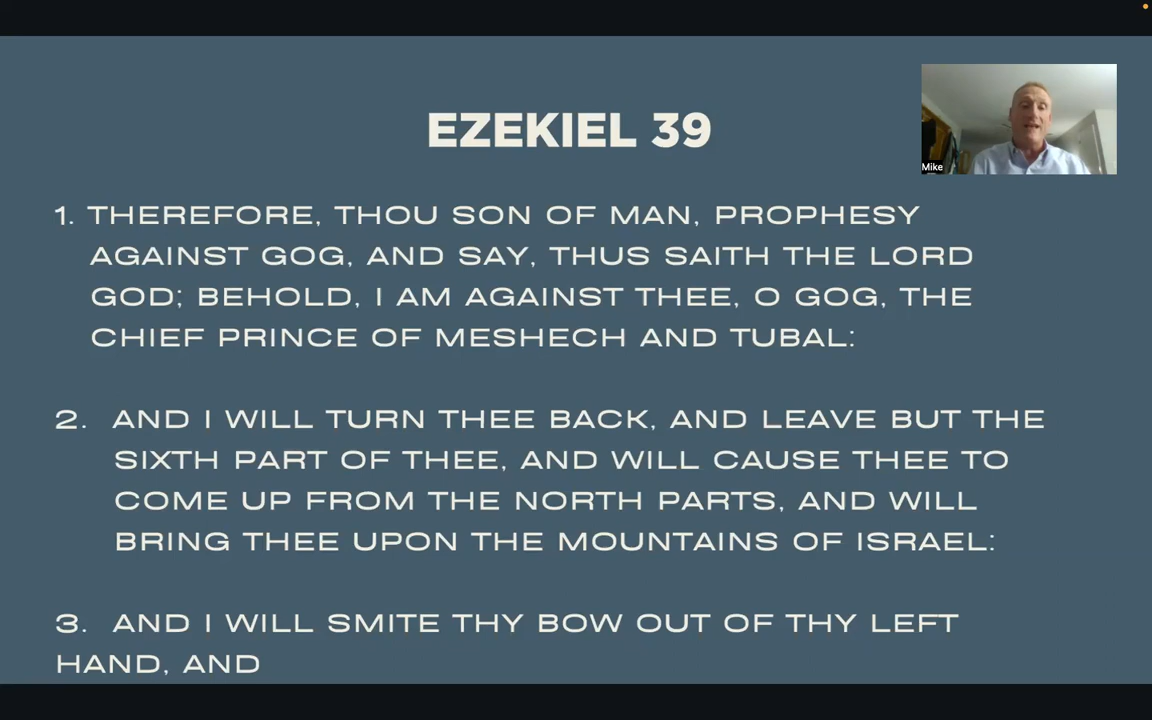 EZEKIEL 39
Mike
1. THEREFORE, THOU SON OF MAN, PROPHESY
AGAINST GOG, AND SAY, THUS SAITH THE LORD
GOD; BEHOLD, I AM AGAINST THEE, O GOG, THE
CHIEF PRINCE OF MESHECH AND TUBAL:
2. AND I WILL TURN THEE BACK, AND LEAVE BUT THE
SIXTH PART OF THEE, AND WILL CAUSE THEE TO
COME UP FROM THE NORTH PARTS, AND WILL
BRING THEE UPON THE MOUNTAINS OF ISRAEL:
3. AND I WILL SMITE THY BOW OUT OF THY LEFT
HAND, AND